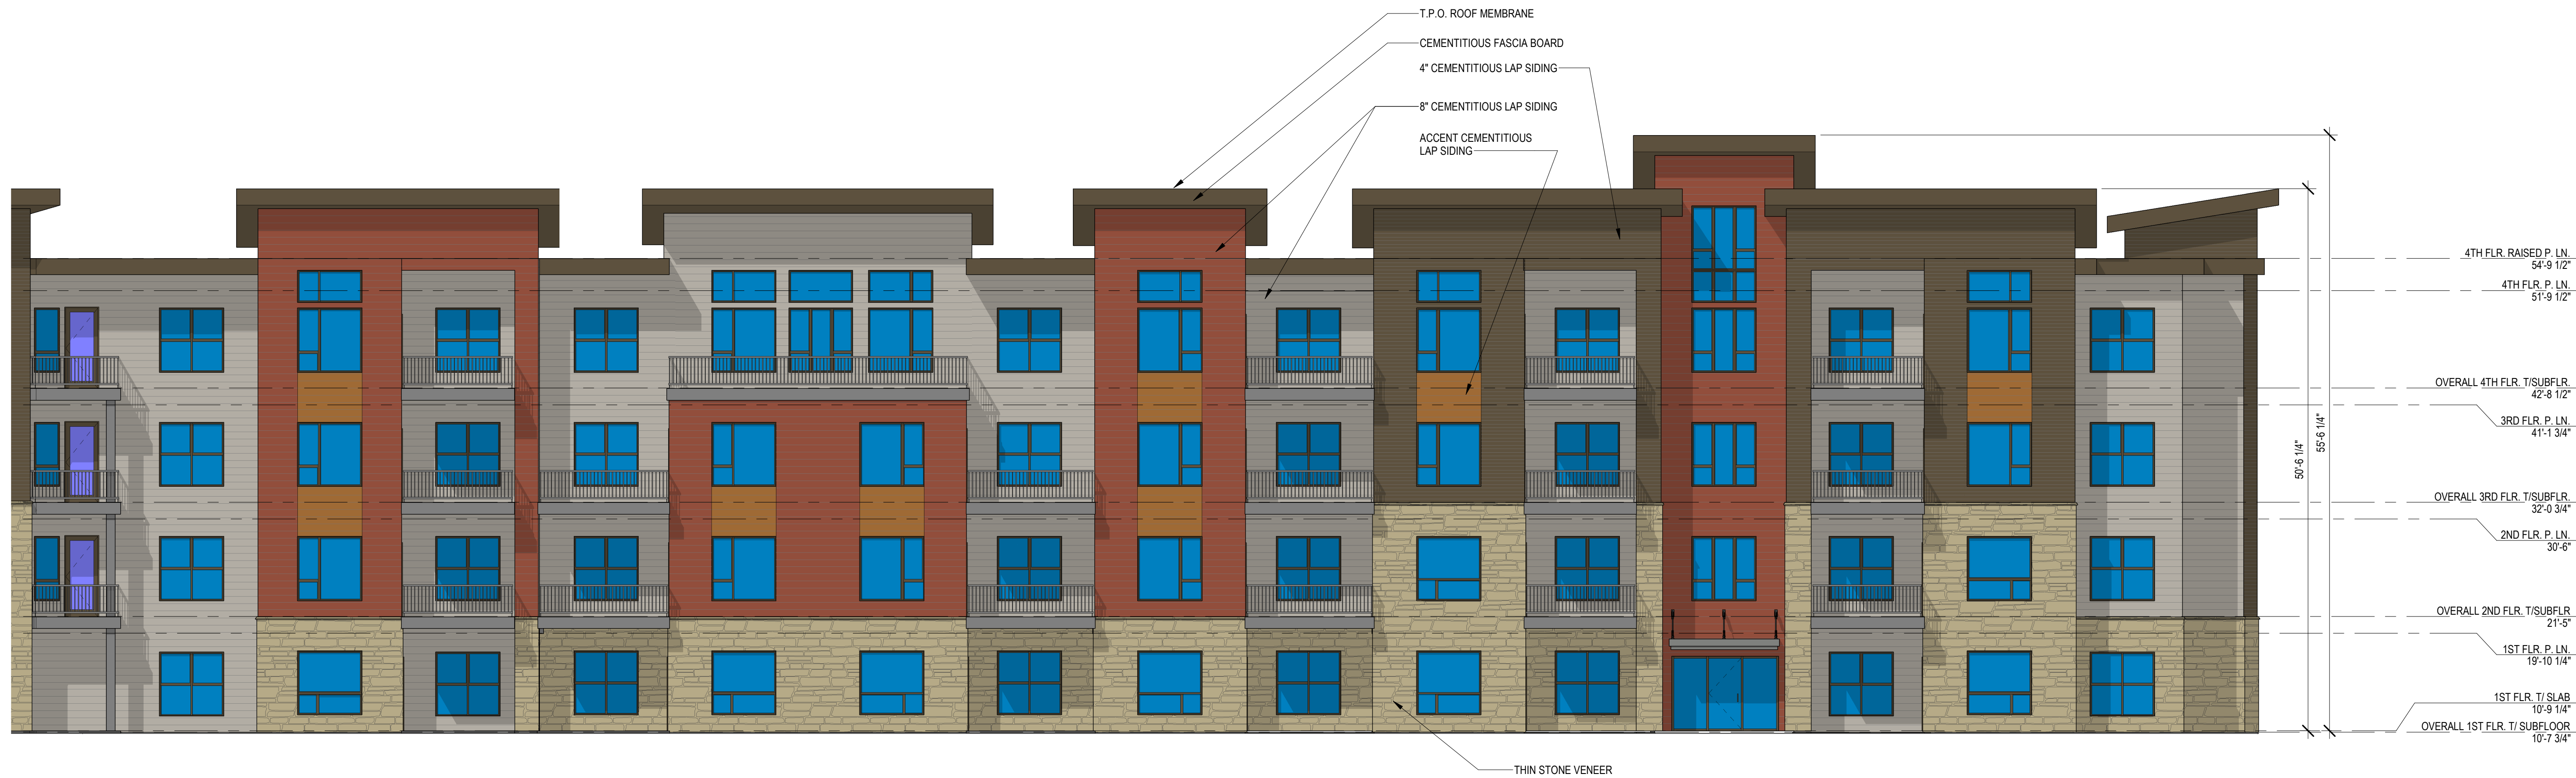 T.P.O. ROOF MEMBRANE
CEMENTITIOUS FASCIA BOARD
4" CEMENTITIOUS LAP SIDING
8" CEMENTITIOUS LAP SIDING
ACCENT CEMENTITIOUS
LAP SIDING
4TH FLR. RAISED P. LN.
54'-9 1/2"
4TH FLR. P. LN.
51'-9 1/2"
OVERALL 4TH FLR. T/SUBFLR.
42'-8 1/2"
3RD FLR. P. LN.
41'-1 3/4"
50'-6 1/4"
55'-6 1/4"
OVERALL 3RD FLR. T/SUBFLR.
32'-0 3/4"
2ND FLR. P. LN.
30'-6"
OVERALL 2ND FLR. T/SUBFLR
21'-5"
1ST FLR. P. LN.
19'-10 1/4"
1ST FLR. T/ SLAB
10'-9 1/4"
OVERALL 1ST FLR. T/ SUBFLOOR
10'-7 3/4"
THIN STONE VENEER